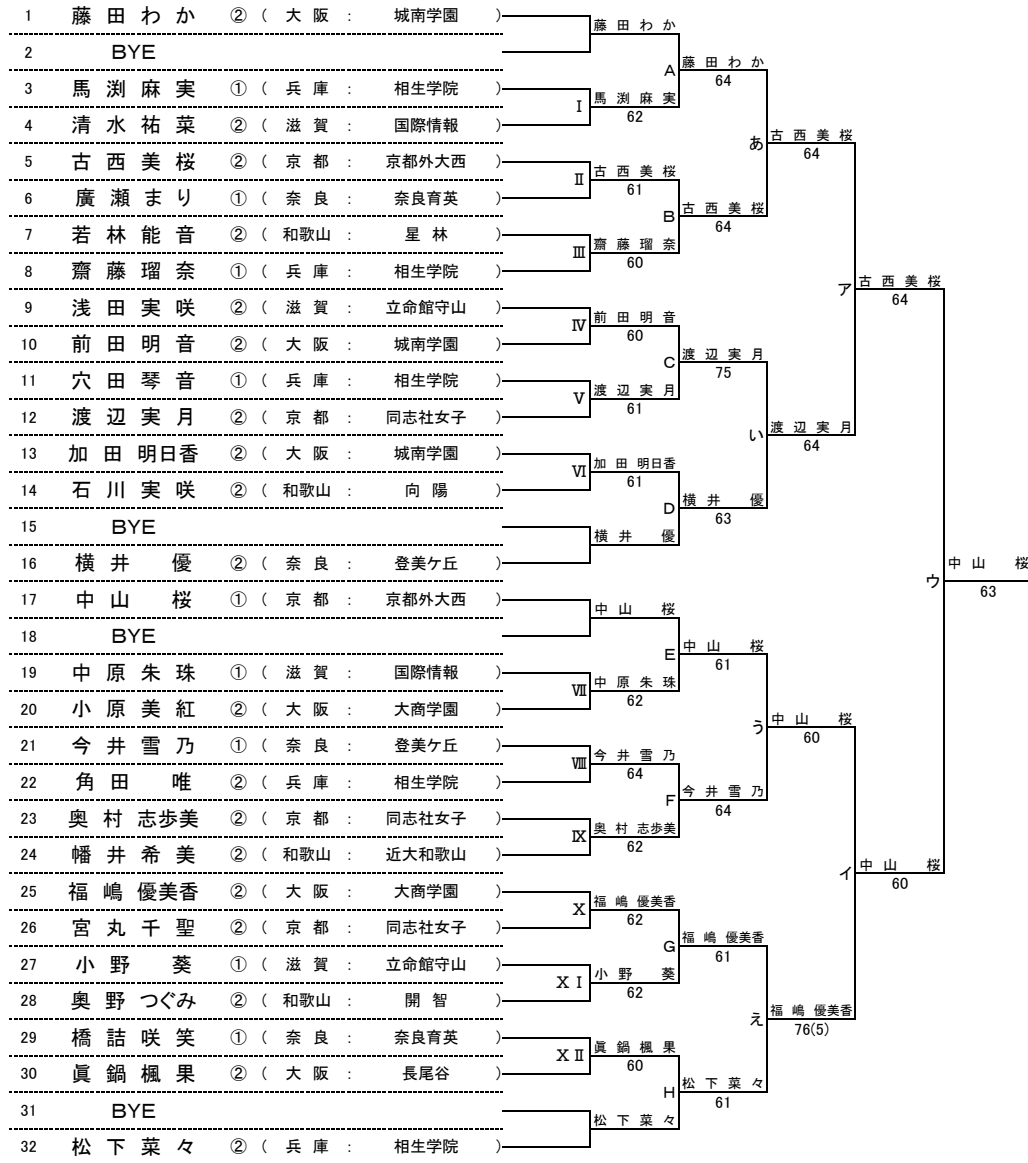 1 藤田わか ② ( 大阪 : 城南学園 )
2 BYE
3 馬渕麻実 ① ( 兵庫 : 相生学院 )
4 清水祐菜 ② ( 滋賀 : 国際情報 )
5 古西美桜 ② ( 京都 : 京都外大西 )
6 廣瀬まり ① ( 奈良 : 奈良育英 )
7 若林能音 ② ( 和歌山 : 星林 )
8 齋藤瑠奈 ① ( 兵庫 : 相生学院 )
9 浅田実咲 ② ( 滋賀 : 立命館守山 )
10 前田明音 ② ( 大阪 : 城南学園 )
11 穴田琴音 ① ( 兵庫 : 相生学院 )
12 渡辺実月 ② ( 京都 : 同志社女子 )
13 加田明日香 ② ( 大阪 : 城南学園 )
14 石川実咲 ② ( 和歌山 : 向陽 )
15 BYE
16 横井優 ② ( 奈良 : 登美ケ丘 )
17 中山桜 ① ( 京都 : 京都外大西 )
18 BYE
19 中原朱珠 ① ( 滋賀 : 国際情報 )
20 小原美紅 ② ( 大阪 : 大商学園 )
21 今井雪乃 ① ( 奈良 : 登美ケ丘 )
22 角田唯 ② ( 兵庫 : 相生学院 )
23 奥村志歩美 ② ( 京都 : 同志社女子 )
24 幡井希美 ② ( 和歌山 : 近大和歌山 )
25 福嶋優美香 ② ( 大阪 : 大商学園 )
26 宮丸千聖 ② ( 京都 : 同志社女子 )
27 小野葵 ① ( 滋賀 : 立命館守山 )
28 奥野つぐみ ② ( 和歌山 : 開智 )
29 橋詰咲笑 ① ( 奈良 : 奈良育英 )
30 眞鍋楓果 ② ( 大阪 : 長尾谷 )
31 BYE
32 松下菜々 ② ( 兵庫 : 相生学院 )
藤田わか
Ⅰ 馬渕麻実
62
Ⅱ 古西美桜
61
Ⅲ 齋藤瑠奈
60
Ⅳ 前田明音
60
Ⅴ 渡辺実月
61
Ⅵ 加田明日香
61
横井優
中山桜
Ⅶ 中原朱珠
62
Ⅷ 今井雪乃
64
Ⅸ 奥村志歩美
62
Ⅹ 福嶋優美香
62
ⅩⅠ 小野葵
62
ⅩⅡ 眞鍋楓果
60
松下菜々
A 藤田わか
64
B 古西美桜
64
C 渡辺実月
75
D 横井優
63
E 中山桜
61
F 今井雪乃
64
G 福嶋優美香
61
H 松下菜々
61
あ 古西美桜
64
い 渡辺実月
64
う 中山桜
60
え 福嶋優美香
76(5)
ア 古西美桜
64
イ 中山桜
60
ウ 中山桜
63